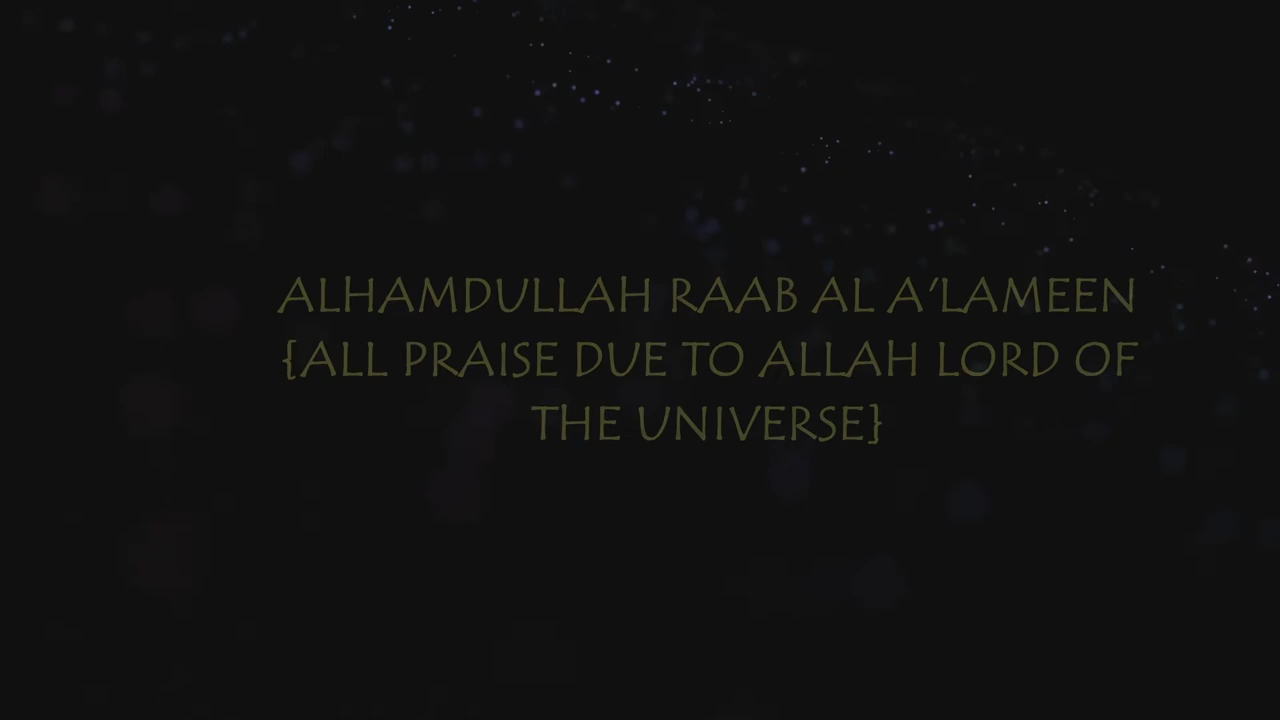 ALHAMDULLAH RAAB AL A'LAMEEN
{ALL PRAISE DUE TO ALLAH LORD OF
THE UNIVERSE}